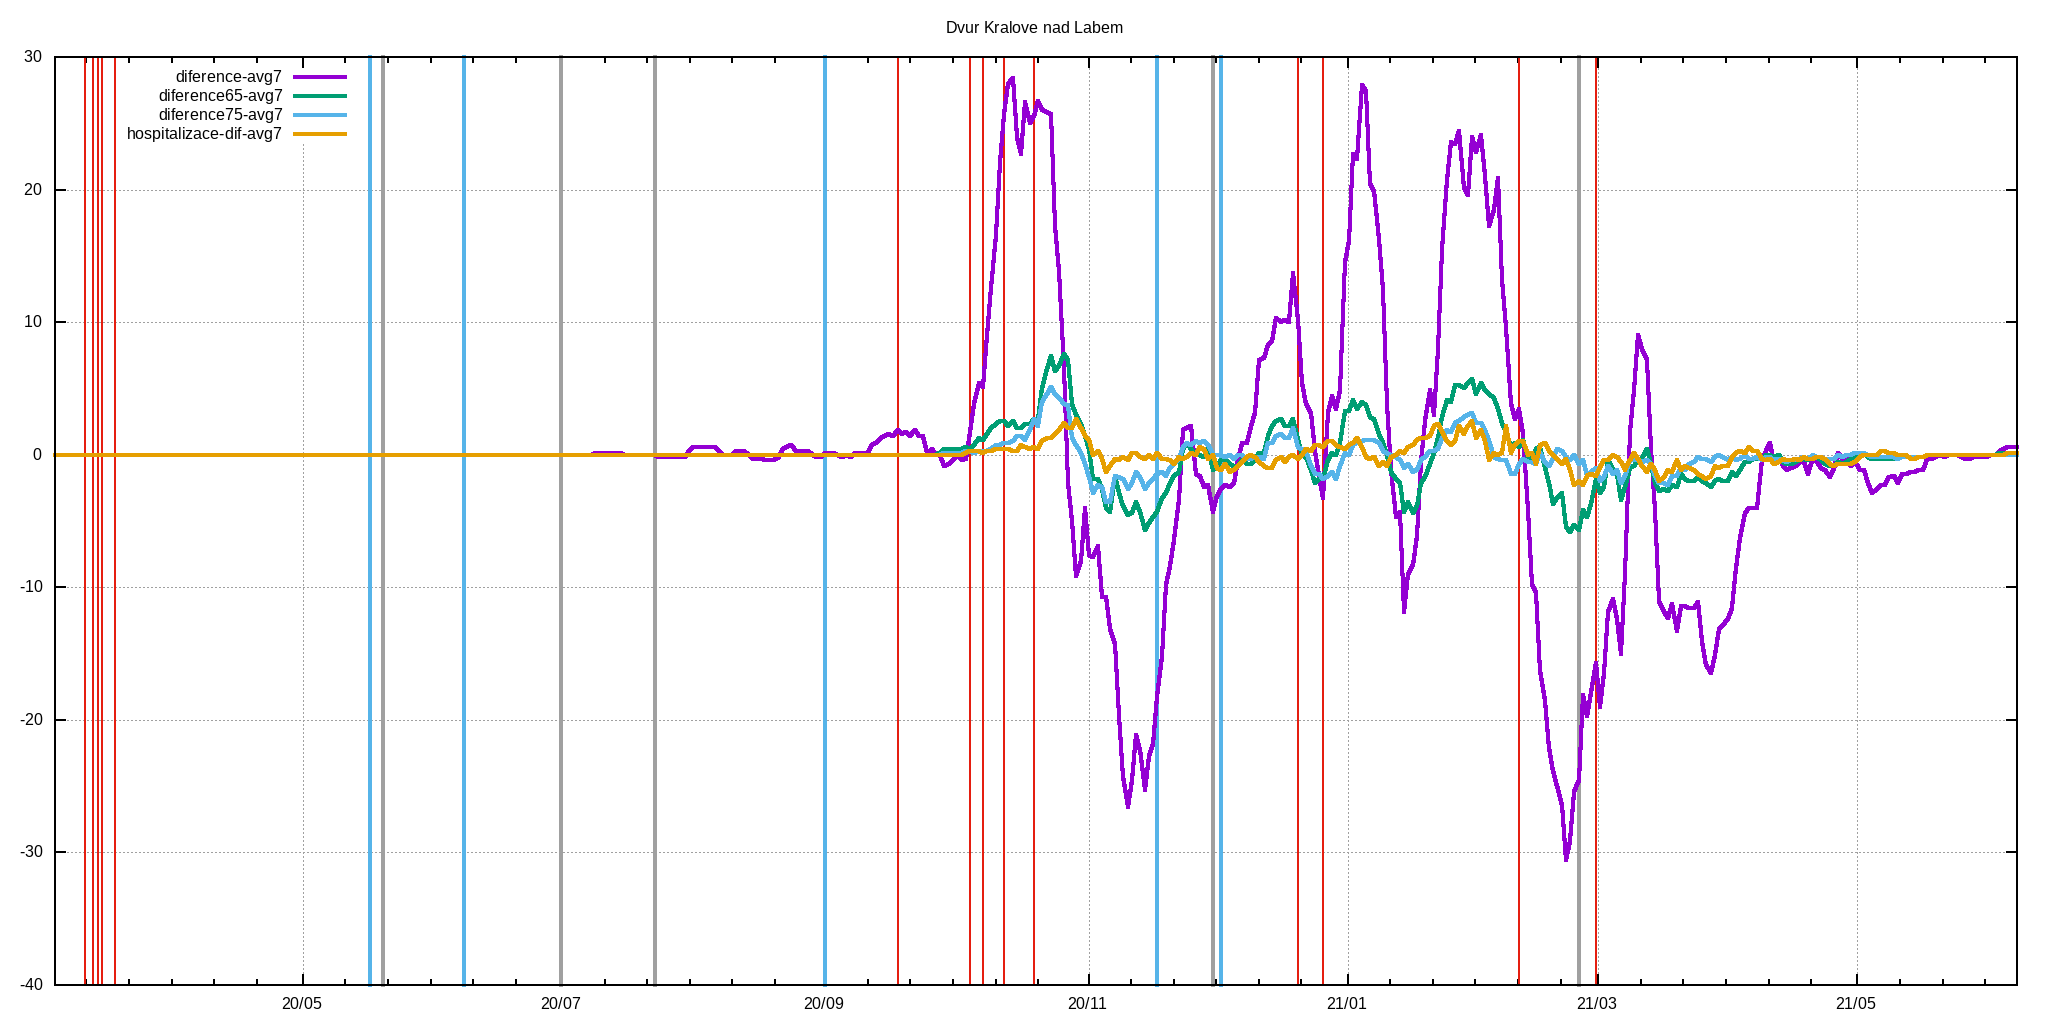 Dvur Kralove nad Labem
diference-avg7
diference65-avg7
diference75-avg7
hospitalizace-dif-avg7
30
20
10
0
-10
-20
-30
-40
20/05 20/07 20/09 20/11 21/01 21/03 21/05